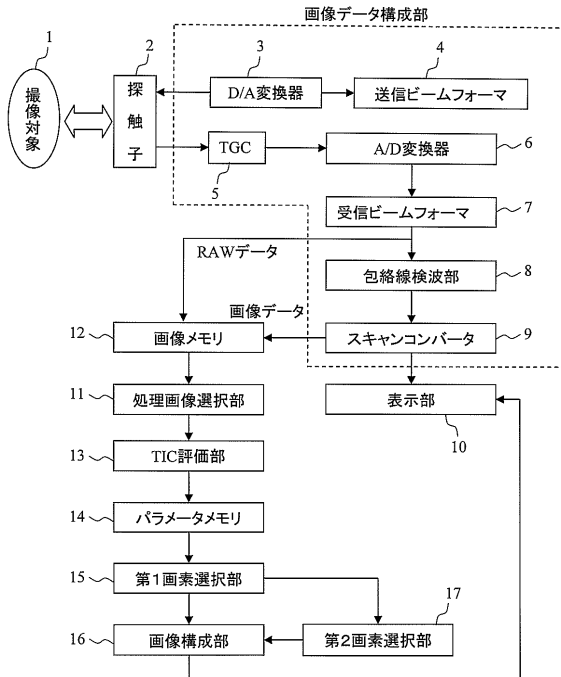 画像データ構成部
1
撮像対象
2
探触子
3
D/A変換器
4
送信ビームフォーマ
TGC
5
A/D変換器
6
受信ビームフォーマ
7
RAWデータ
包絡線検波部
8
画像データ
12
画像メモリ
スキャンコンバータ
9
11
処理画像選択部
表示部
10
13
TIC評価部
14
パラメータメモリ
15
第1画素選択部
17
16
画像構成部
第2画素選択部